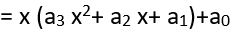 = x (a₃ x²+ a₂ x+ a₁)+a₀